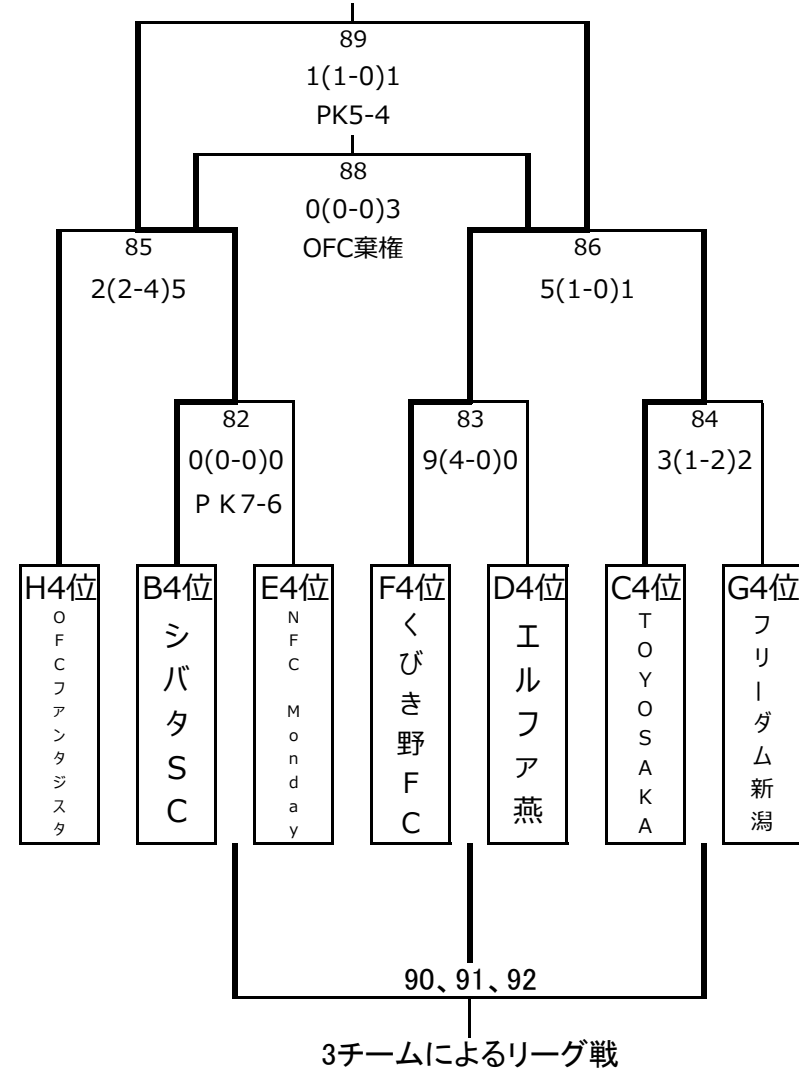 89
1(1-0)1
PK5-4
88
0(0-0)3
OFC棄権
85
2(2-4)5
86
5(1-0)1
82
0(0-0)0
ＰＫ7-6
83
9(4-0)0
84
3(1-2)2
H4位
OFCフアンタジスタ
B4位
シバタSC
E4位
NFC Monday
F4位
くびき野FC
D4位
エルファ燕
C4位
TOYOSAKA
G4位
フリーダム新潟
90、91、92
3チームによるリーグ戦